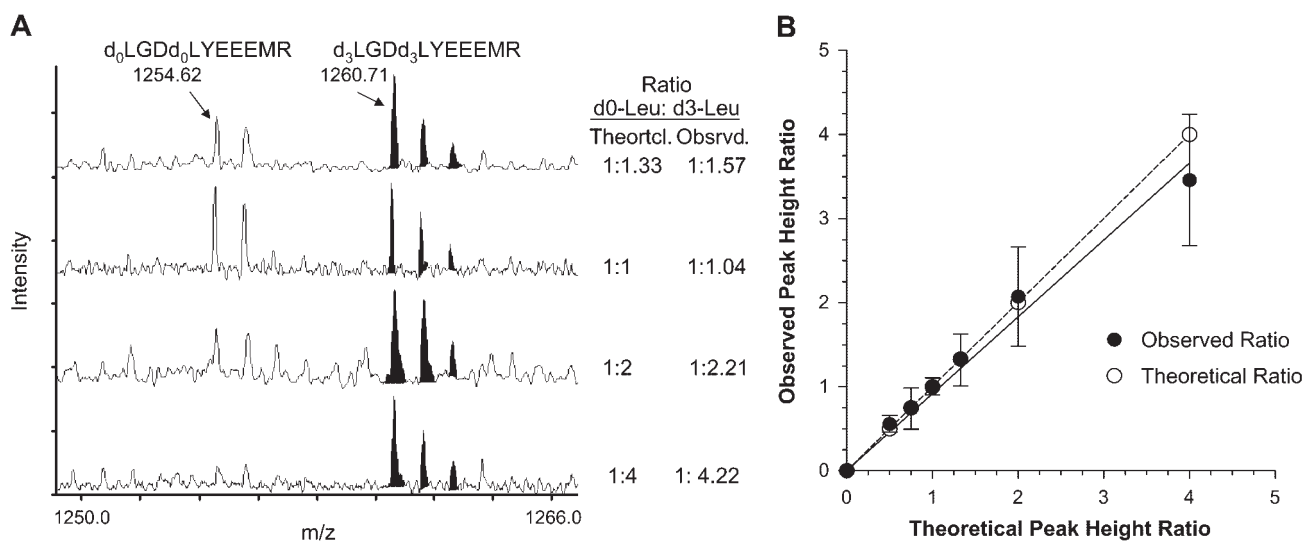 A
d₀LGDd₀LYEEEMR
1254.62
d₃LGDd₃LYEEEMR
1260.71
Ratio
d0-Leu: d3-Leu
Theortcl. Obsrvd.
1:1.33 1:1.57
1:1 1:1.04
1:2 1:2.21
1:4 1: 4.22
Intensity
1250.0
1266.0
m/z
B
Observed Peak Height Ratio
5
4
3
2
1
0
Observed Ratio
Theoretical Ratio
0 1 2 3 4 5
Theoretical Peak Height Ratio